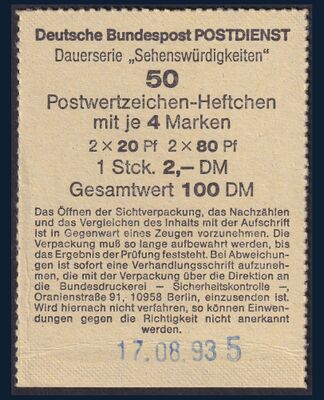 Deutsche Bundespost POSTDIENST
Dauerserie „Sehenswürdigkeiten"
50
Postwertzeichen-Heftchen
mit je 4 Marken
2 × 20 Pf 2 × 80 Pf
1 Stck. 2,– DM
Gesamtwert 100 DM
Das Öffnen der Sichtverpackung, das Nachzählen
und das Vergleichen des Inhalts mit der Aufschrift
ist in Gegenwart eines Zeugen vorzunehmen. Die
Verpackung muß so lange aufbewahrt werden, bis
das Ergebnis der Prüfung feststeht. Bei Abweichun-
gen ist sofort eine Verhandlungsschrift aufzuneh-
men, die mit der Verpackung über die Direktion an
die Bundesdruckerei – Sicherheitskontrolle –,
Oranienstraße 91, 10958 Berlin, einzusenden ist.
Wird hiernach nicht verfahren, so können Einwen-
dungen gegen die Richtigkeit nicht anerkannt
werden.
17.08.93 5